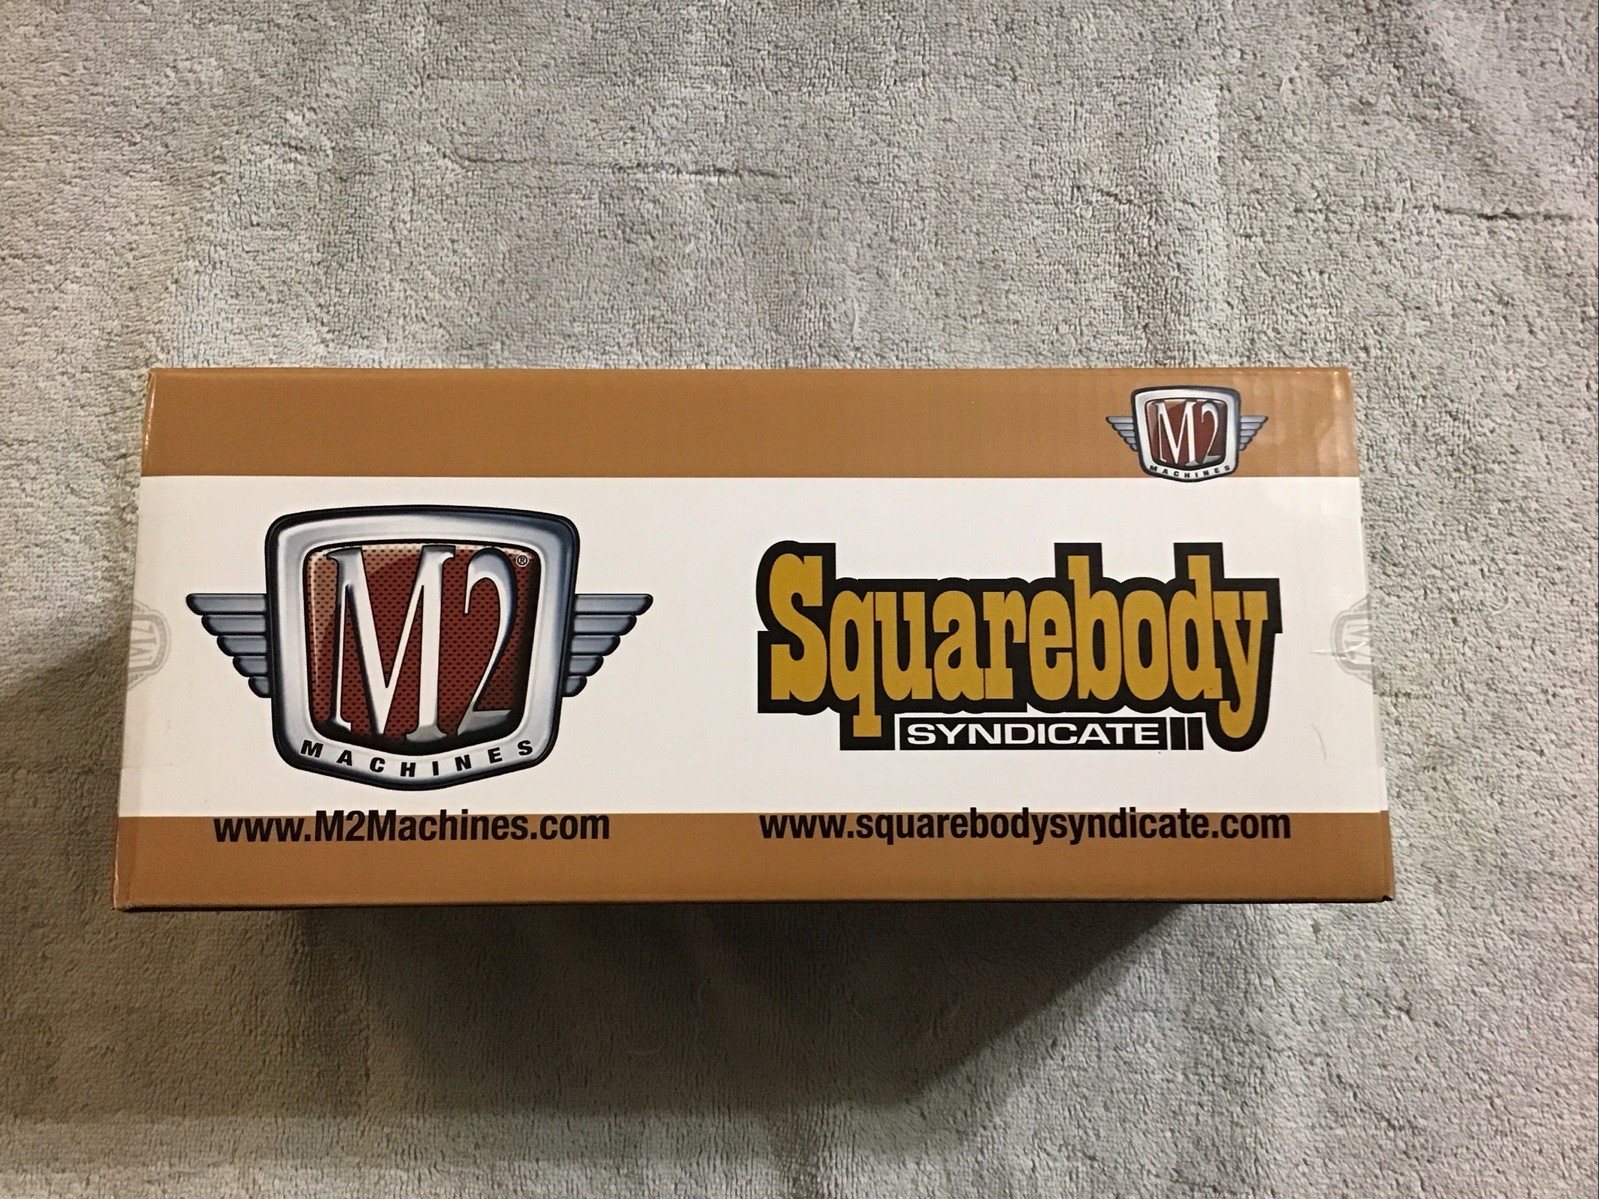 M2
MACHINES
M2®
MACHINES
www.M2Machines.com
Squarebody
SYNDICATE
www.squarebodysyndicate.com